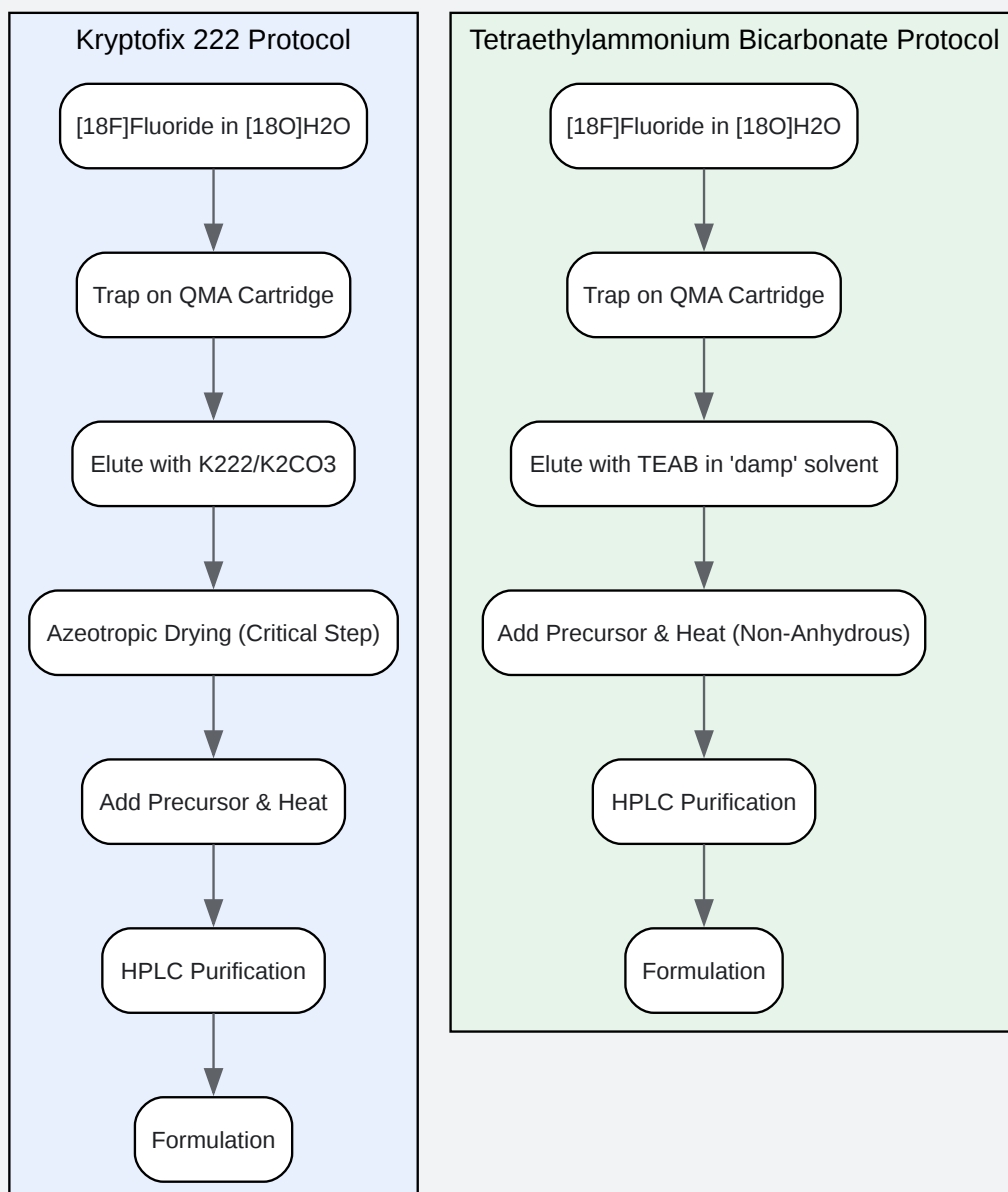 Kryptofix 222 Protocol
[18F]Fluoride in [18O]H2O
Trap on QMA Cartridge
Elute with K222/K2CO3
Azeotropic Drying (Critical Step)
Add Precursor & Heat
HPLC Purification
Formulation
Tetraethylammonium Bicarbonate Protocol
[18F]Fluoride in [18O]H2O
Trap on QMA Cartridge
Elute with TEAB in 'damp' solvent
Add Precursor & Heat (Non-Anhydrous)
HPLC Purification
Formulation